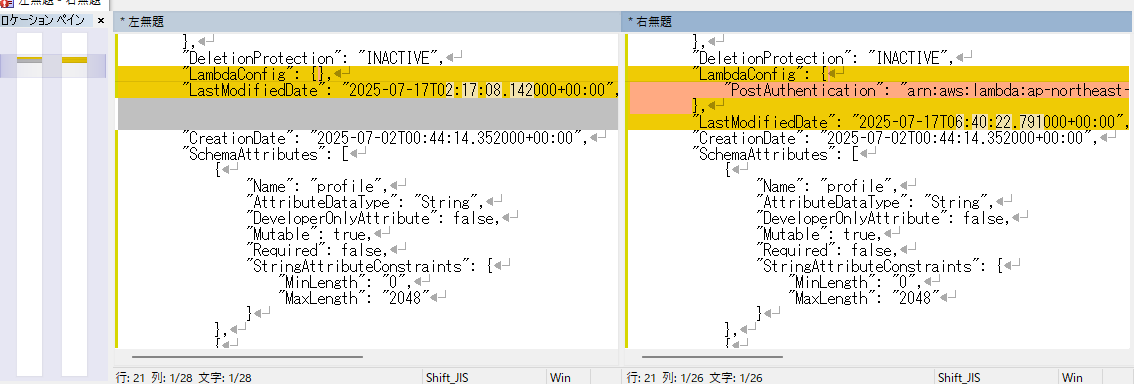 左無題 - 右無題
ロケーション ペイン ×
* 左無題
},
"DeletionProtection": "INACTIVE",
"LambdaConfig": {},
"LastModifiedDate": "2025-07-17T02:17:08.142000+00:00",
"CreationDate": "2025-07-02T00:44:14.352000+00:00",
"SchemaAttributes": [
{
"Name": "profile",
"AttributeDataType": "String",
"DeveloperOnlyAttribute": false,
"Mutable": true,
"Required": false,
"StringAttributeConstraints": {
"MinLength": "0",
"MaxLength": "2048"
}
},
{
行: 21 列: 1/28 文字: 1/28 Shift_JIS Win
* 右無題
},
"DeletionProtection": "INACTIVE",
"LambdaConfig": {
"PostAuthentication": "arn:aws:lambda:ap-northeast-
},
"LastModifiedDate": "2025-07-17T06:40:22.791000+00:00",
"CreationDate": "2025-07-02T00:44:14.352000+00:00",
"SchemaAttributes": [
{
"Name": "profile",
"AttributeDataType": "String",
"DeveloperOnlyAttribute": false,
"Mutable": true,
"Required": false,
"StringAttributeConstraints": {
"MinLength": "0",
"MaxLength": "2048"
}
},
{
行: 21 列: 1/26 文字: 1/26 Shift_JIS Win